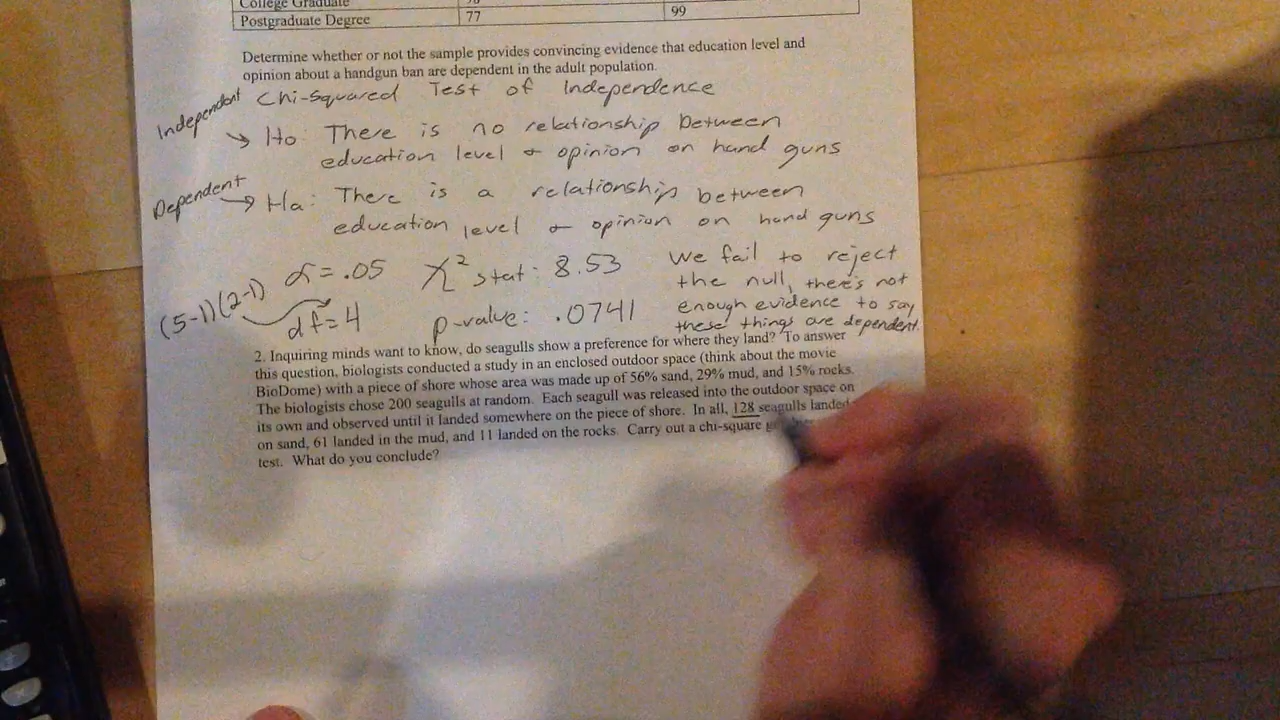 College Graduate
Postgraduate Degree 77 99
Determine whether or not the sample provides convincing evidence that education level and
opinion about a handgun ban are dependent in the adult population.
Independent Chi-Squared Test of Independence
→ Ho: There is no relationship between
education level & opinion on hand guns
Dependent → Ha: There is a relationship between
education level & opinion on hand guns
(5-1)(2-1) α = .05 χ² stat: 8.53
df=4 p-value: .0741
We fail to reject
the null, there's not
enough evidence to say
these things are dependent.
2. Inquiring minds want to know, do seagulls show a preference for where they land? To answer
this question, biologists conducted a study in an enclosed outdoor space (think about the movie
BioDome) with a piece of shore whose area was made up of 56% sand, 29% mud, and 15% rocks.
The biologists chose 200 seagulls at random. Each seagull was released into the outdoor space on
its own and observed until it landed somewhere on the piece of shore. In all, 128 seagulls landed
on sand, 61 landed in the mud, and 11 landed on the rocks. Carry out a chi-square
test. What do you conclude?